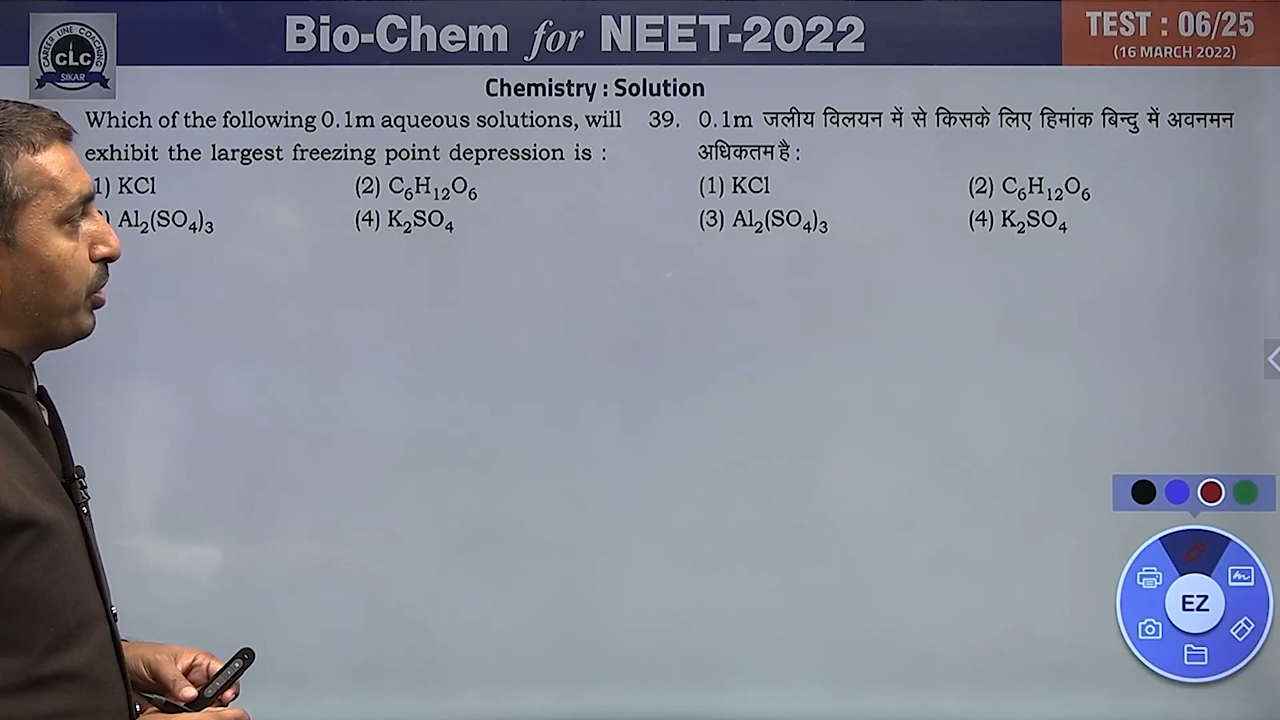 CAREER LINE COACHING
CLC
SIKAR
Bio-Chem for NEET-2022
TEST : 06/25
(16 MARCH 2022)
Chemistry : Solution
Which of the following 0.1m aqueous solutions, will
exhibit the largest freezing point depression is :
1) KCl (2) C₆H₁₂O₆
) Al₂(SO₄)₃ (4) K₂SO₄
39. 0.1m जलीय विलयन में से किसके लिए हिमांक बिन्दु में अवनमन
अधिकतम है :
(1) KCl (2) C₆H₁₂O₆
(3) Al₂(SO₄)₃ (4) K₂SO₄
EZ